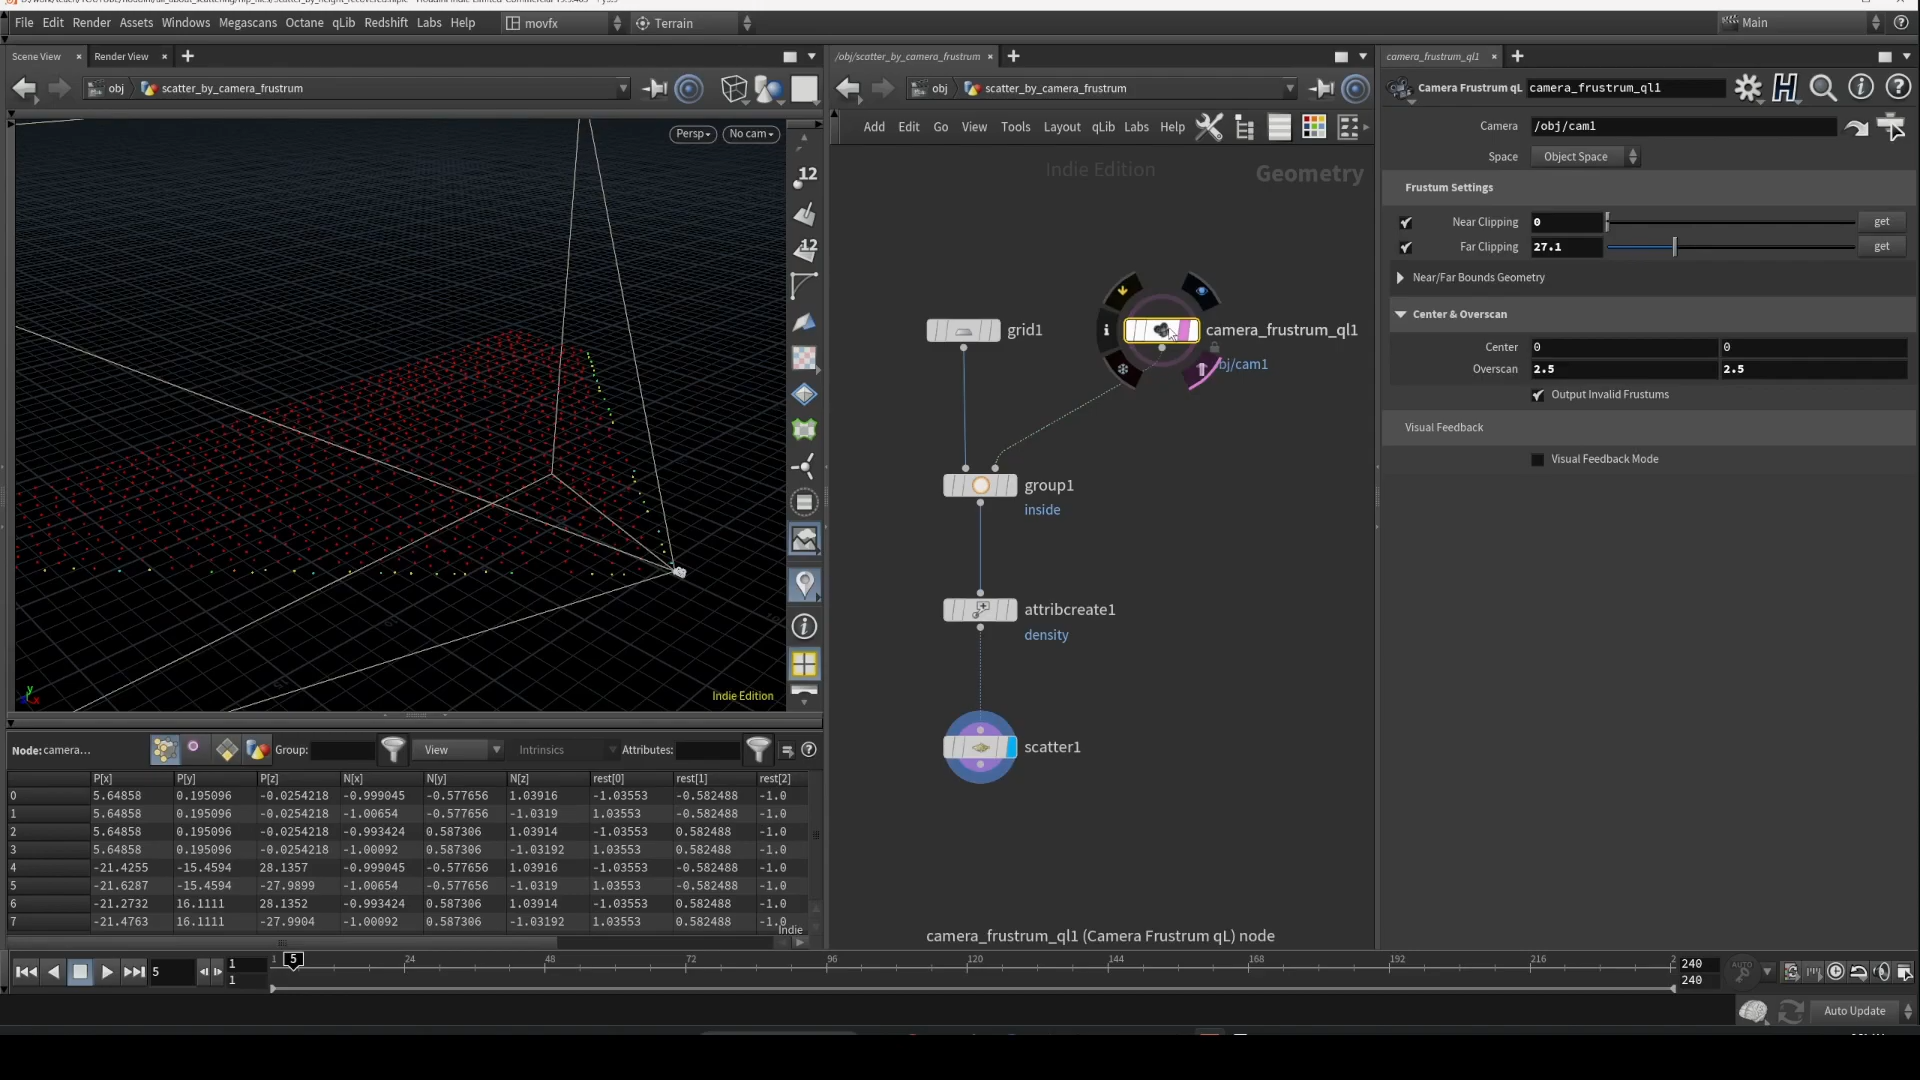 File Edit Render Assets Windows Megascans Octane qLib Redshift Labs Help movfx Terrain Main
Scene View × Render View ×
/obj/scatter_by_camera_frustrum ×
camera_frustrum_ql1 ×
obj scatter_by_camera_frustrum
obj scatter_by_camera_frustrum
Camera Frustrum qL camera_frustrum_ql1
Persp No cam
Add Edit Go View Tools Layout qLib Labs Help
Camera /obj/cam1
Space Object Space
Indie Edition Geometry
Frustum Settings
Near Clipping 0 get
Far Clipping 27.1 get
Near/Far Bounds Geometry
Center & Overscan
Center 0 0
Overscan 2.5 2.5
Output Invalid Frustums
Visual Feedback
Visual Feedback Mode
12
12
grid1
camera_frustrum_ql1
bj/cam1
group1
inside
attribcreate1
density
scatter1
camera_frustrum_ql1 (Camera Frustrum qL) node
y
x
Indie Edition
Node: camera... Group: View Intrinsics Attributes:
P[x] P[y] P[z] N[x] N[y] N[z] rest[0] rest[1] rest[2]
0 5.64858 0.195096 -0.0254218 -0.999045 -0.577656 1.03916 -1.03553 -0.582488 -1.0
1 5.64858 0.195096 -0.0254218 -1.00654 -0.577656 -1.0319 1.03553 -0.582488 -1.0
2 5.64858 0.195096 -0.0254218 -0.993424 0.587306 1.03914 -1.03553 0.582488 -1.0
3 5.64858 0.195096 -0.0254218 -1.00092 0.587306 -1.03192 1.03553 0.582488 -1.0
4 -21.4255 -15.4594 28.1357 -0.999045 -0.577656 1.03916 -1.03553 -0.582488 -1.0
5 -21.6287 -15.4594 -27.9899 -1.00654 -0.577656 -1.0319 1.03553 -0.582488 -1.0
6 -21.2732 16.1111 28.1352 -0.993424 0.587306 1.03914 -1.03553 0.582488 -1.0
7 -21.4763 16.1111 -27.9904 -1.00092 0.587306 -1.03192 1.03553 0.582488 -1.0
Indie
5 1 1 5 24 48 72 96 120 144 168 192 216 2 240
1 240
AUTO
Auto Update